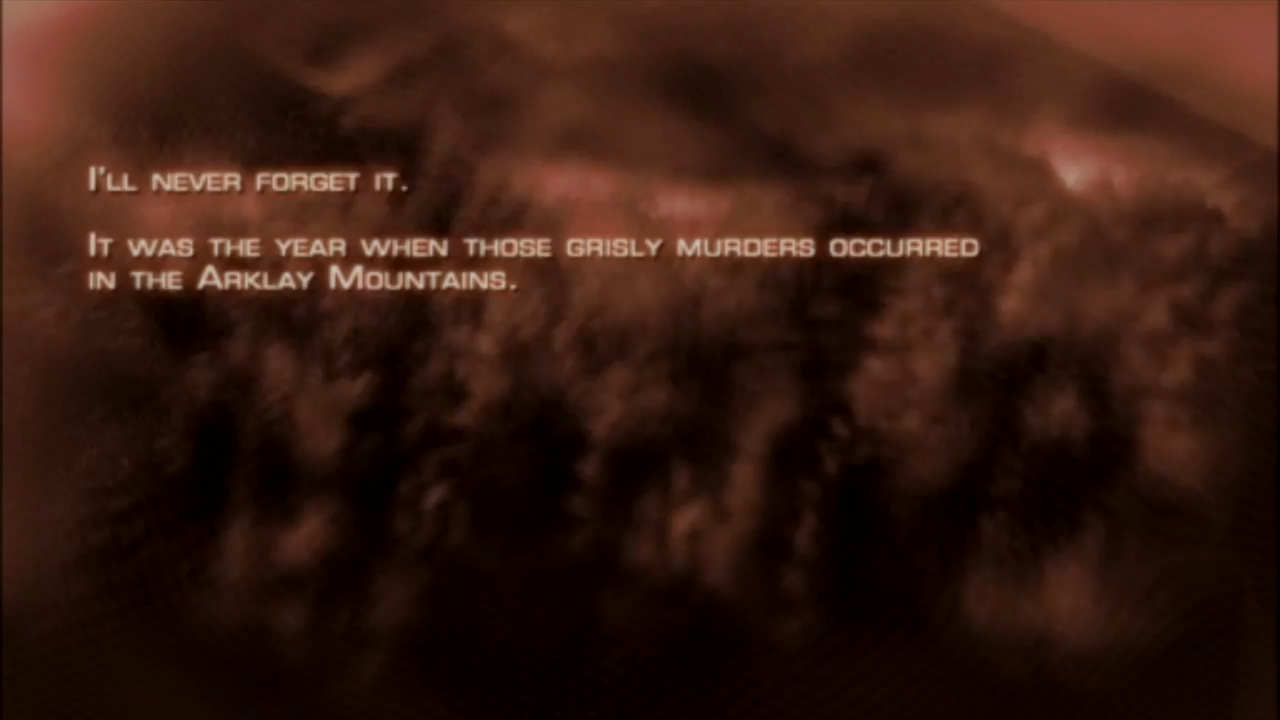 I'll never forget it.
It was the year when those grisly murders occurred
in the Arklay Mountains.